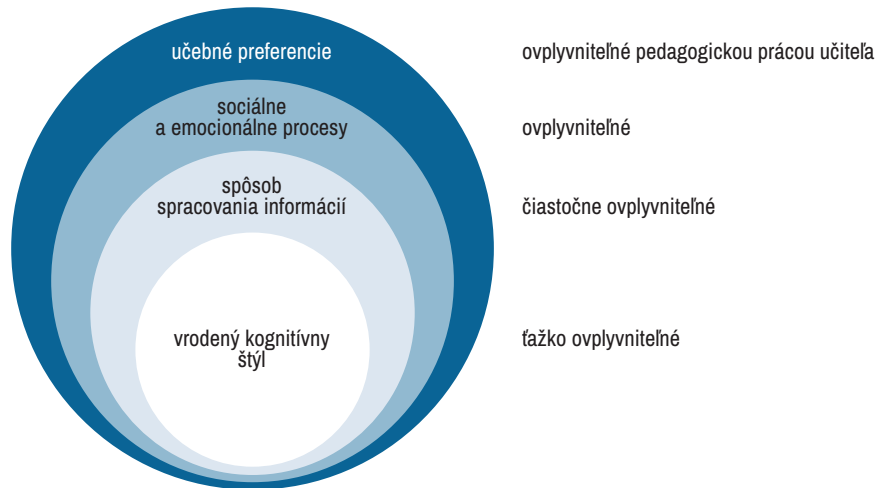 učebné preferencie
ovplyvniteľné pedagogickou prácou učiteľa
sociálne
a emocionálne procesy
ovplyvniteľné
spôsob
spracovania informácií
čiastočne ovplyvniteľné
vrodený kognitívny
štýl
ťažko ovplyvniteľné